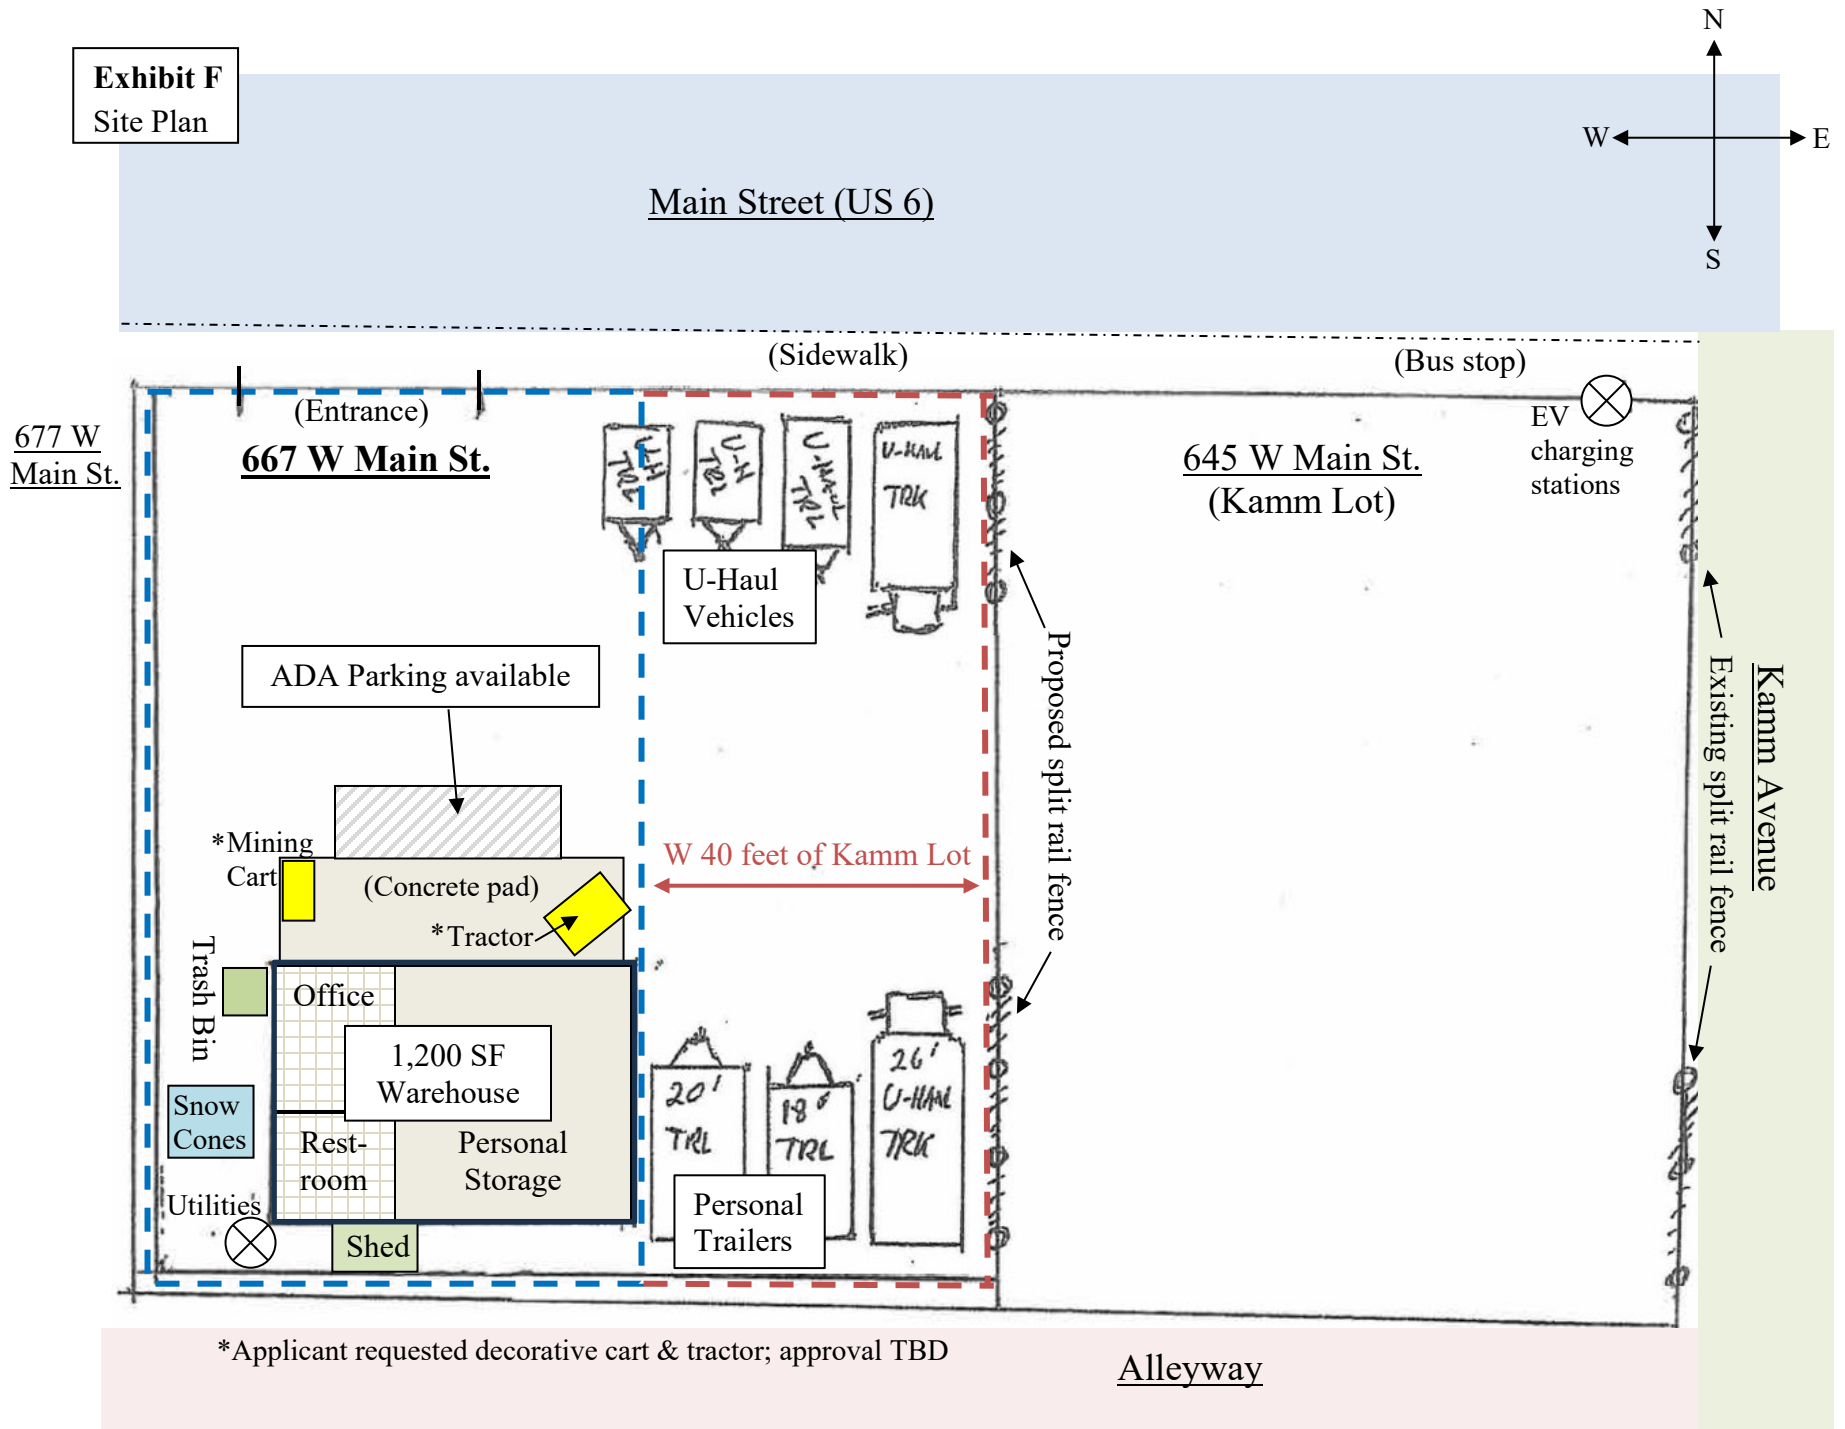 Exhibit F
Site Plan
N
W
E
S
Main Street (US 6)
(Sidewalk)
(Bus stop)
(Entrance)
677 W
Main St.
667 W Main St.
U-H
TRL
U-H
TRL
U-HAUL
TRL
U-HAUL
TRK
645 W Main St.
(Kamm Lot)
EV
charging
stations
U-Haul
Vehicles
ADA Parking available
Proposed split rail fence
Existing split rail fence
Kamm Avenue
*Mining
Cart
(Concrete pad)
*Tractor
W 40 feet of Kamm Lot
Trash Bin
Office
1,200 SF
Warehouse
Snow
Cones
Rest-
room
Personal
Storage
20'
TRL
18'
TRL
26'
U-HAUL
TRK
Utilities
Shed
Personal
Trailers
*Applicant requested decorative cart & tractor; approval TBD
Alleyway